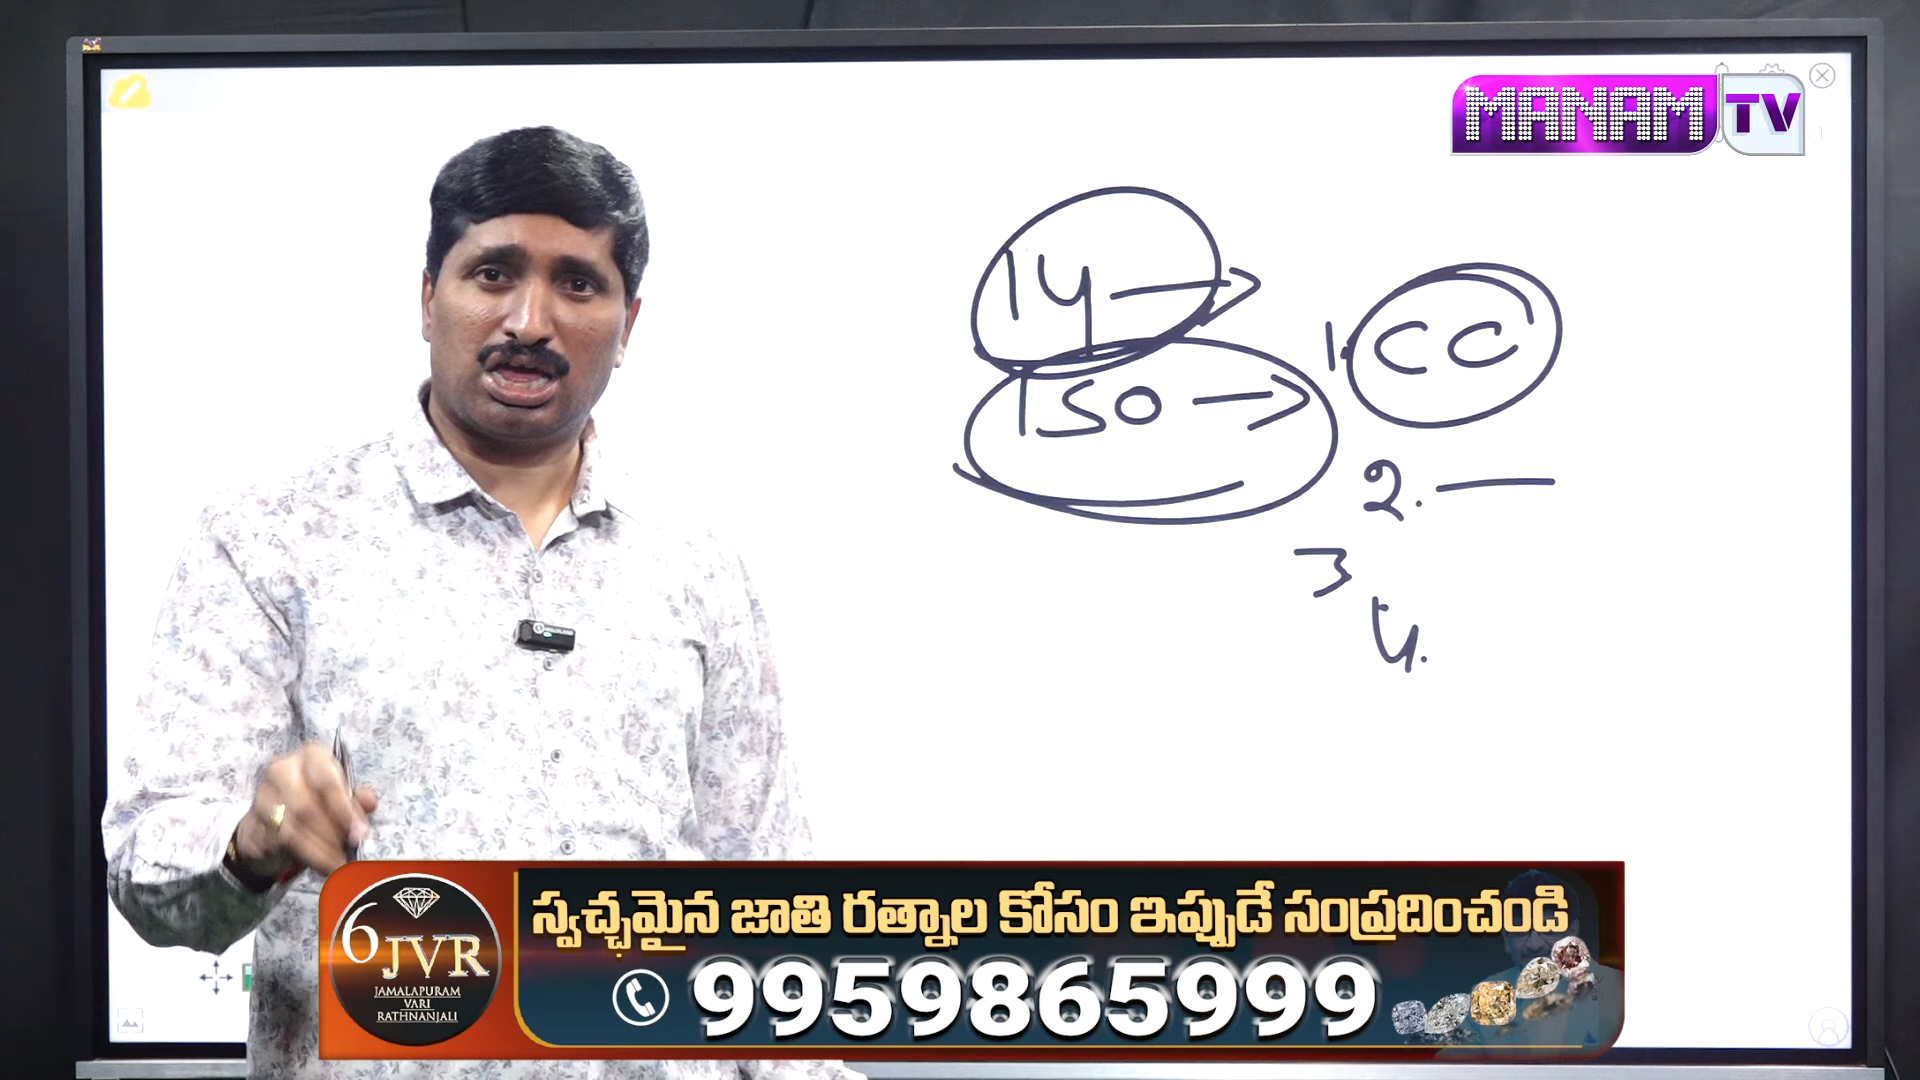 MANAM TV
14 →
150 →
1. CC
2. —
3
4.
స్వచ్ఛమైన జాతి రత్నాల కోసం ఇప్పుడే సంప్రదించండి
9959865999
6 JVR
JAMALAPURAM
VARI
RATHNANJALI